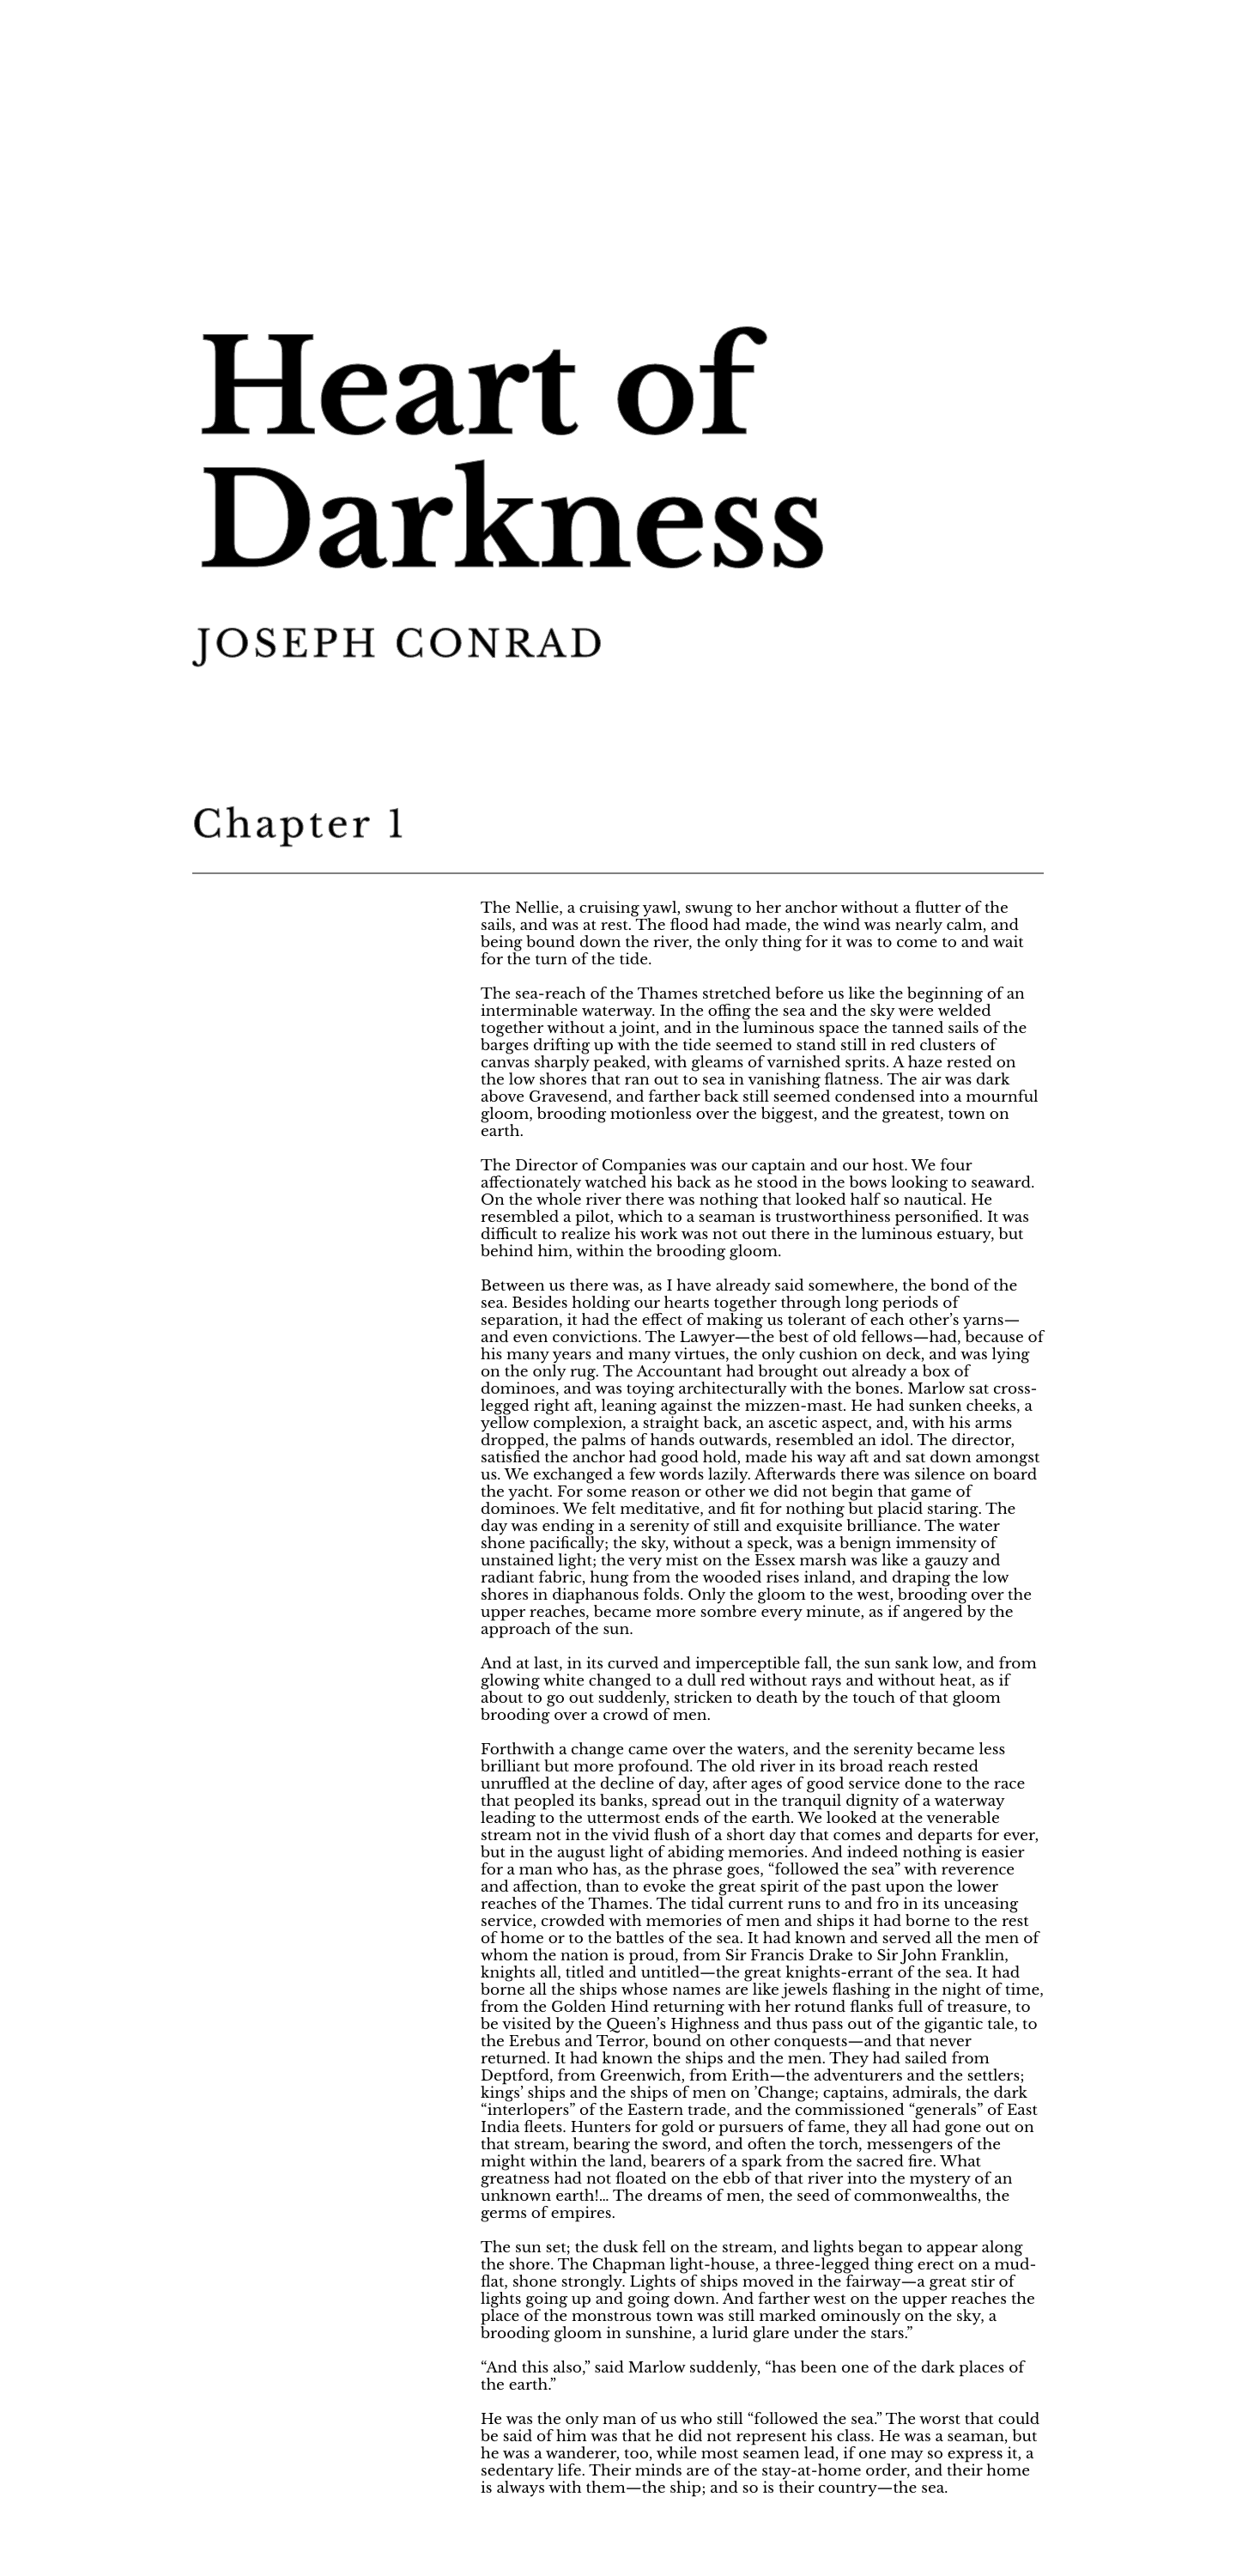 Heart of
Darkness
JOSEPH CONRAD
Chapter 1
The Nellie, a cruising yawl, swung to her anchor without a flutter of the
sails, and was at rest. The flood had made, the wind was nearly calm, and
being bound down the river, the only thing for it was to come to and wait
for the turn of the tide.
The sea-reach of the Thames stretched before us like the beginning of an
interminable waterway. In the offing the sea and the sky were welded
together without a joint, and in the luminous space the tanned sails of the
barges drifting up with the tide seemed to stand still in red clusters of
canvas sharply peaked, with gleams of varnished sprits. A haze rested on
the low shores that ran out to sea in vanishing flatness. The air was dark
above Gravesend, and farther back still seemed condensed into a mournful
gloom, brooding motionless over the biggest, and the greatest, town on
earth.
The Director of Companies was our captain and our host. We four
affectionately watched his back as he stood in the bows looking to seaward.
On the whole river there was nothing that looked half so nautical. He
resembled a pilot, which to a seaman is trustworthiness personified. It was
difficult to realize his work was not out there in the luminous estuary, but
behind him, within the brooding gloom.
Between us there was, as I have already said somewhere, the bond of the
sea. Besides holding our hearts together through long periods of
separation, it had the effect of making us tolerant of each other’s yarns—
and even convictions. The Lawyer—the best of old fellows—had, because of
his many years and many virtues, the only cushion on deck, and was lying
on the only rug. The Accountant had brought out already a box of
dominoes, and was toying architecturally with the bones. Marlow sat cross-
legged right aft, leaning against the mizzen-mast. He had sunken cheeks, a
yellow complexion, a straight back, an ascetic aspect, and, with his arms
dropped, the palms of hands outwards, resembled an idol. The director,
satisfied the anchor had good hold, made his way aft and sat down amongst
us. We exchanged a few words lazily. Afterwards there was silence on board
the yacht. For some reason or other we did not begin that game of
dominoes. We felt meditative, and fit for nothing but placid staring. The
day was ending in a serenity of still and exquisite brilliance. The water
shone pacifically; the sky, without a speck, was a benign immensity of
unstained light; the very mist on the Essex marsh was like a gauzy and
radiant fabric, hung from the wooded rises inland, and draping the low
shores in diaphanous folds. Only the gloom to the west, brooding over the
upper reaches, became more sombre every minute, as if angered by the
approach of the sun.
And at last, in its curved and imperceptible fall, the sun sank low, and from
glowing white changed to a dull red without rays and without heat, as if
about to go out suddenly, stricken to death by the touch of that gloom
brooding over a crowd of men.
Forthwith a change came over the waters, and the serenity became less
brilliant but more profound. The old river in its broad reach rested
unruffled at the decline of day, after ages of good service done to the race
that peopled its banks, spread out in the tranquil dignity of a waterway
leading to the uttermost ends of the earth. We looked at the venerable
stream not in the vivid flush of a short day that comes and departs for ever,
but in the august light of abiding memories. And indeed nothing is easier
for a man who has, as the phrase goes, “followed the sea” with reverence
and affection, than to evoke the great spirit of the past upon the lower
reaches of the Thames. The tidal current runs to and fro in its unceasing
service, crowded with memories of men and ships it had borne to the rest
of home or to the battles of the sea. It had known and served all the men of
whom the nation is proud, from Sir Francis Drake to Sir John Franklin,
knights all, titled and untitled—the great knights-errant of the sea. It had
borne all the ships whose names are like jewels flashing in the night of time,
from the Golden Hind returning with her rotund flanks full of treasure, to
be visited by the Queen’s Highness and thus pass out of the gigantic tale, to
the Erebus and Terror, bound on other conquests—and that never
returned. It had known the ships and the men. They had sailed from
Deptford, from Greenwich, from Erith—the adventurers and the settlers;
kings’ ships and the ships of men on ’Change; captains, admirals, the dark
“interlopers” of the Eastern trade, and the commissioned “generals” of East
India fleets. Hunters for gold or pursuers of fame, they all had gone out on
that stream, bearing the sword, and often the torch, messengers of the
might within the land, bearers of a spark from the sacred fire. What
greatness had not floated on the ebb of that river into the mystery of an
unknown earth!… The dreams of men, the seed of commonwealths, the
germs of empires.
The sun set; the dusk fell on the stream, and lights began to appear along
the shore. The Chapman light-house, a three-legged thing erect on a mud-
flat, shone strongly. Lights of ships moved in the fairway—a great stir of
lights going up and going down. And farther west on the upper reaches the
place of the monstrous town was still marked ominously on the sky, a
brooding gloom in sunshine, a lurid glare under the stars.”
“And this also,” said Marlow suddenly, “has been one of the dark places of
the earth.”
He was the only man of us who still “followed the sea.” The worst that could
be said of him was that he did not represent his class. He was a seaman, but
he was a wanderer, too, while most seamen lead, if one may so express it, a
sedentary life. Their minds are of the stay-at-home order, and their home
is always with them—the ship; and so is their country—the sea.